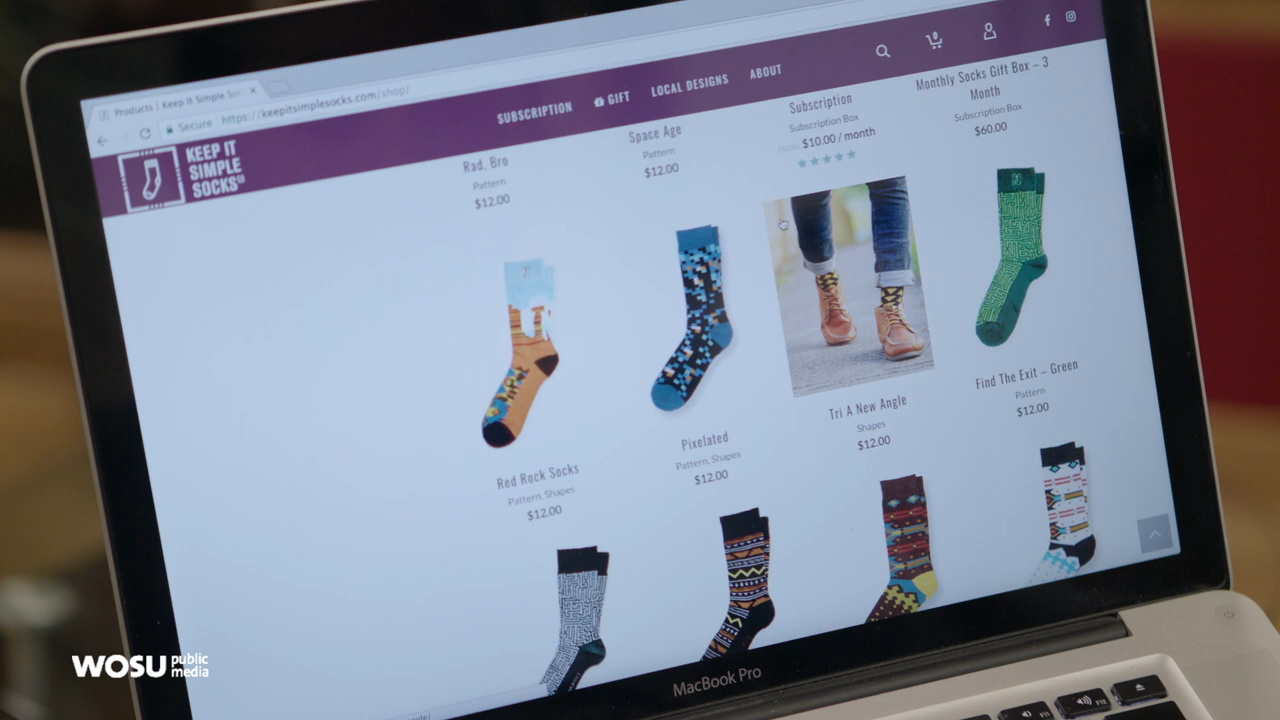 Products | Keep It Simple Soc
Secure
https://keepitsimplesocks.com/shop/
KEEP IT
SIMPLE
SOCKS
SUBSCRIPTION
GIFT
LOCAL DESIGNS
ABOUT
0
Rad, Bro
Pattern
$12.00
Space Age
Pattern
$12.00
Subscription
Subscription Box
FROM: $10.00 / month
Monthly Socks Gift Box – 3
Month
Subscription Box
$60.00
Red Rock Socks
Pattern, Shapes
$12.00
Pixelated
Pattern, Shapes
$12.00
Tri A New Angle
Shapes
$12.00
Find The Exit – Green
Pattern
$12.00
MacBook Pro
F11
F12
WOSU public
media